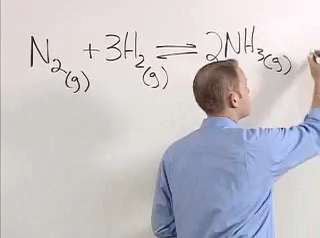 N₂(g) + 3H₂(g) ⇌ 2NH₃(g)